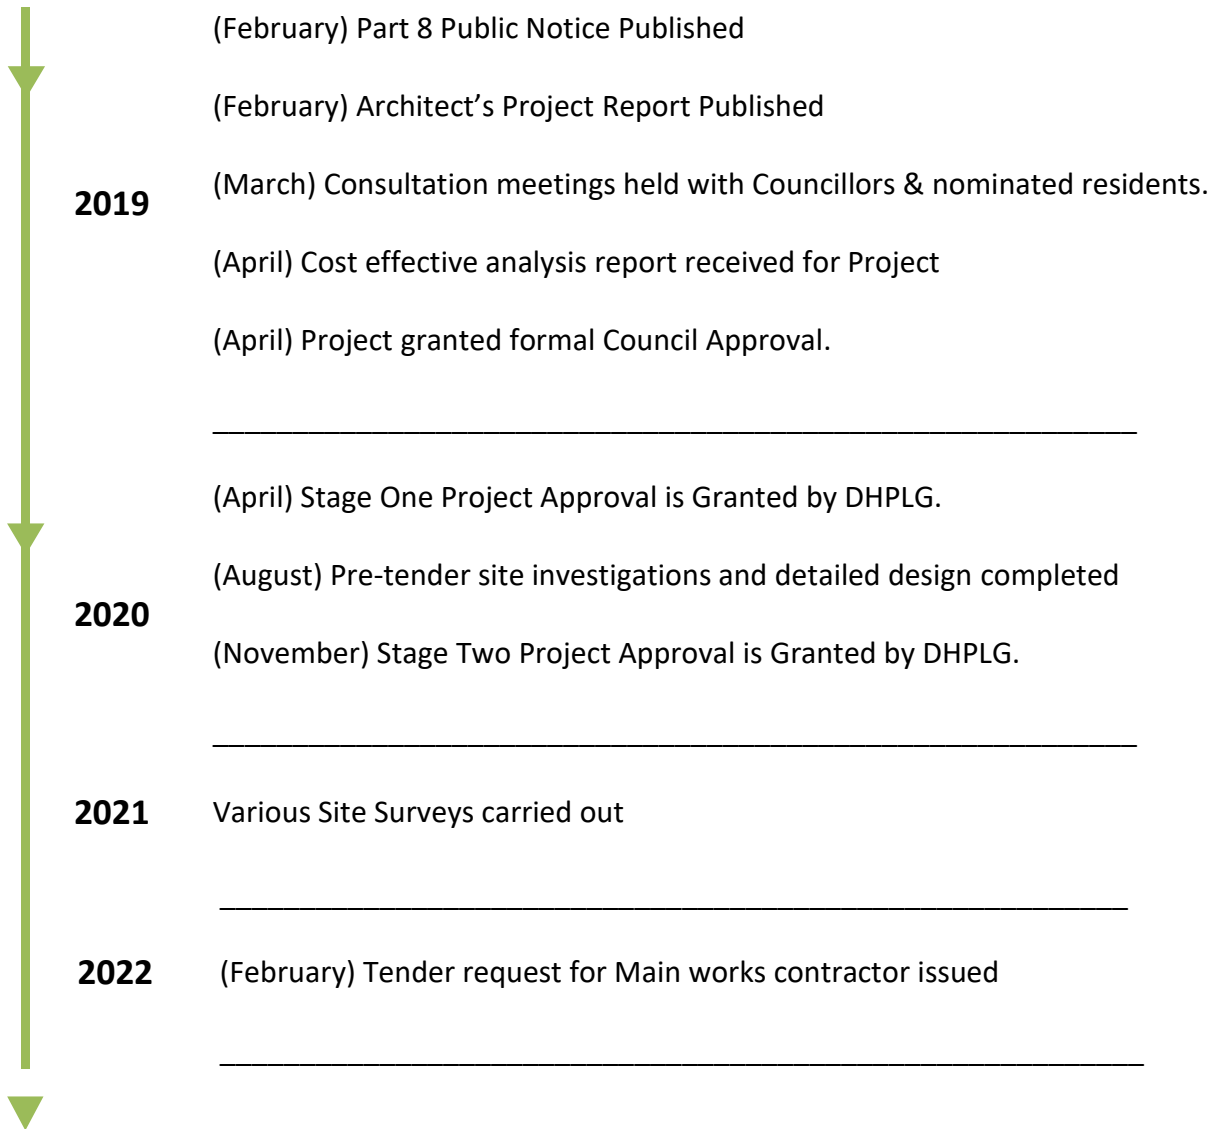 (February) Part 8 Public Notice Published
(February) Architect’s Project Report Published
2019
(March) Consultation meetings held with Councillors & nominated residents.
(April) Cost effective analysis report received for Project
(April) Project granted formal Council Approval.
(April) Stage One Project Approval is Granted by DHPLG.
(August) Pre-tender site investigations and detailed design completed
2020
(November) Stage Two Project Approval is Granted by DHPLG.
2021 Various Site Surveys carried out
2022 (February) Tender request for Main works contractor issued